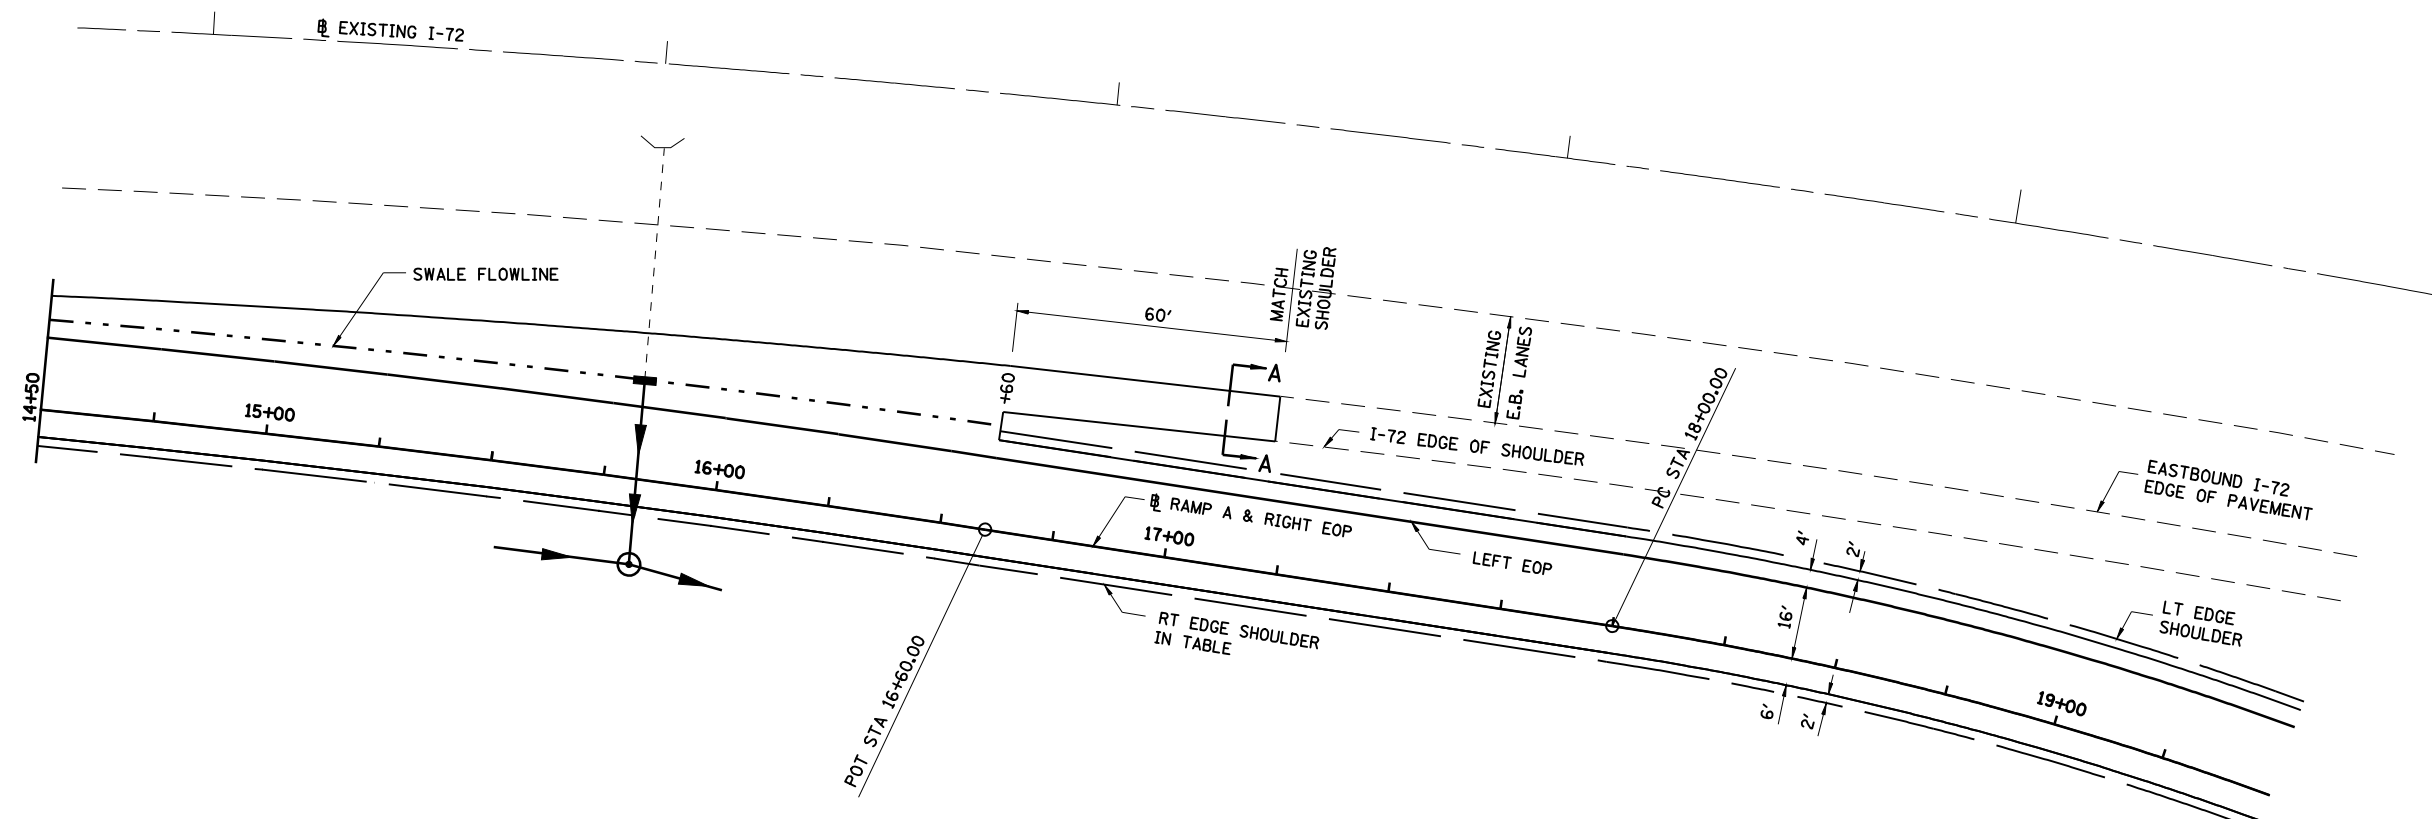 ℄ EXISTING I-72
SWALE FLOWLINE
14+50
15+00
16+00
+60
60'
MATCH
EXISTING
SHOULDER
A
A
EXISTING
E.B. LANES
I-72 EDGE OF SHOULDER
PC STA 18+00.00
EASTBOUND I-72
EDGE OF PAVEMENT
℄ RAMP A & RIGHT EOP
17+00
LEFT EOP
4'
2'
16'
6'
2'
LT EDGE
SHOULDER
RT EDGE SHOULDER
IN TABLE
POT STA 16+60.00
19+00